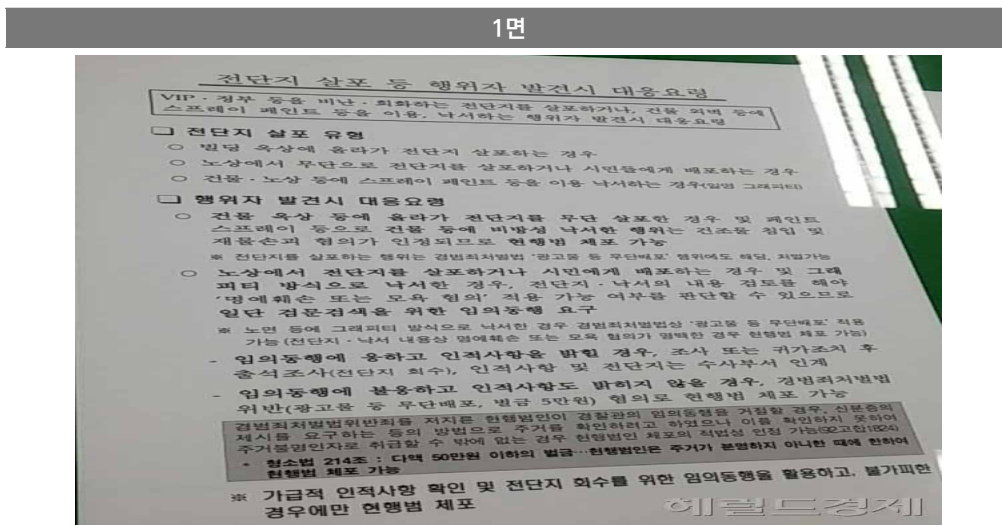 1면
전단지 살포 등 행위자 발견시 대응요령
VIP · 정부 등을 비난 · 희화하는 전단지를 살포하거나, 건물 외벽 등에
스프레이 페인트 등을 이용, 낙서하는 행위자 발견시 대응요령
❏ 전단지 살포 유형
○ 빌딩 옥상에 올라가 전단지 살포하는 경우
○ 노상에서 무단으로 전단지를 살포하거나 시민들에게 배포하는 경우
○ 건물 · 노상 등에 스프레이 페인트 등을 이용 낙서하는 경우(일명 그래피티)
❏ 행위자 발견시 대응요령
○ 건물 옥상 등에 올라가 전단지를 무단 살포한 경우 및 페인트
스프레이 등으로 건물 등에 비방성 낙서한 행위는 건조물 침입 및
재물손괴 혐의가 인정되므로 현행범 체포 가능
※ 전단지를 살포하는 행위는 경범죄처벌법 '광고물 등 무단배포' 행위에도 해당, 처벌가능
○ 노상에서 전단지를 살포하거나 시민에게 배포하는 경우 및 그래
피티 방식으로 낙서한 경우, 전단지 · 낙서의 내용 검토를 해야
'명예훼손 또는 모욕 혐의' 적용 가능 여부를 판단할 수 있으므로
일단 검문검색을 위한 임의동행 요구
※ 노면 등에 그래피티 방식으로 낙서한 경우 경범죄처벌법상 '광고물 등 무단배포' 적용
가능 (전단지 · 낙서 내용상 명예훼손 또는 모욕 혐의가 명백한 경우 현행범 체포 가능)
- 임의동행에 응하고 인적사항을 밝힐 경우, 조사 또는 귀가조치 후
출석조사(전단지 회수), 인적사항 및 전단지는 수사부서 인계
- 임의동행에 불응하고 인적사항도 밝히지 않을 경우, 경범죄처벌법
위반(광고물 등 무단배포, 범금 5만원) 혐의로 현행범 체포 가능
경범죄처벌법위반죄를 저지른 현행범인이 경찰관의 임의동행을 거절할 경우, 신분증의
제시를 요구하는 등의 방법으로 주거를 확인하려고 하였으나 이를 확인하지 못하여
주거불명인자로 취급할 수 밖에 없는 경우 현행범인 체포의 적법성 인정 가능(92고합824)
• 형소법 214조 : 다액 50만원 이하의 벌금…현행범인은 주거가 분명하지 아니한 때에 한하여
현행범 체포 가능
※ 가급적 인적사항 확인 및 전단지 회수를 위한 임의동행을 활용하고, 불가피한
경우에만 현행범 체포
헤럴드경제